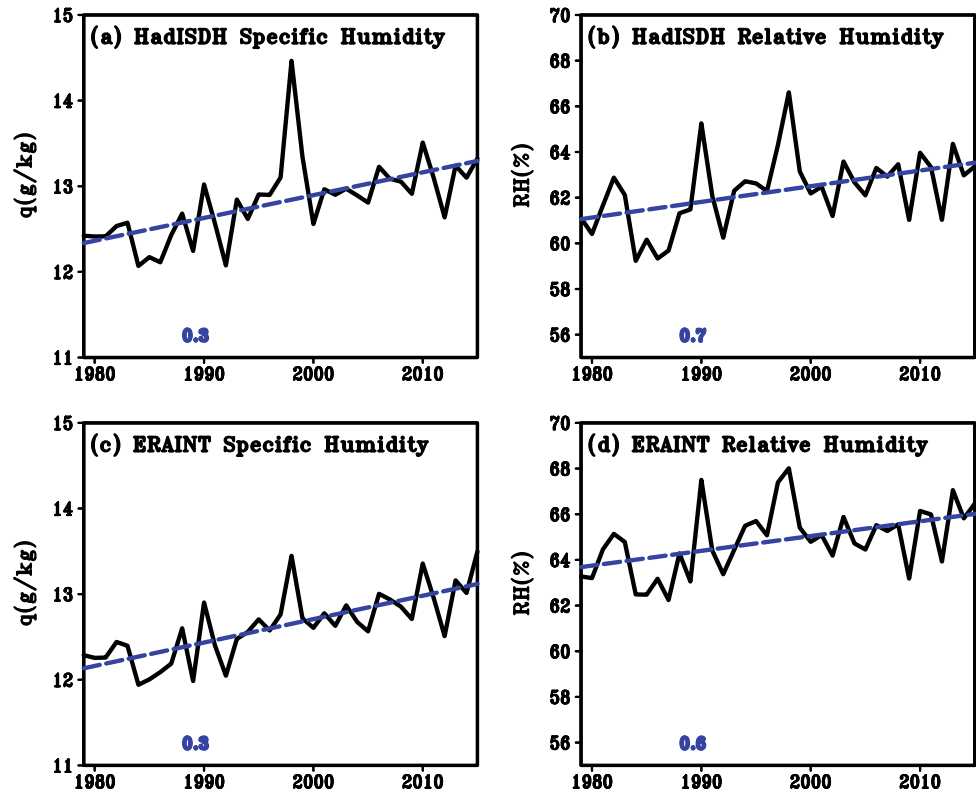 (a) HadISDH Specific Humidity
q(g/kg)
15
14
13
12
11
0.3
1980 1990 2000 2010
(b) HadISDH Relative Humidity
RH(%)
70
68
66
64
62
60
58
56
0.7
1980 1990 2000 2010
(c) ERAINT Specific Humidity
q(g/kg)
15
14
13
12
11
0.3
1980 1990 2000 2010
(d) ERAINT Relative Humidity
RH(%)
70
68
66
64
62
60
58
56
0.6
1980 1990 2000 2010